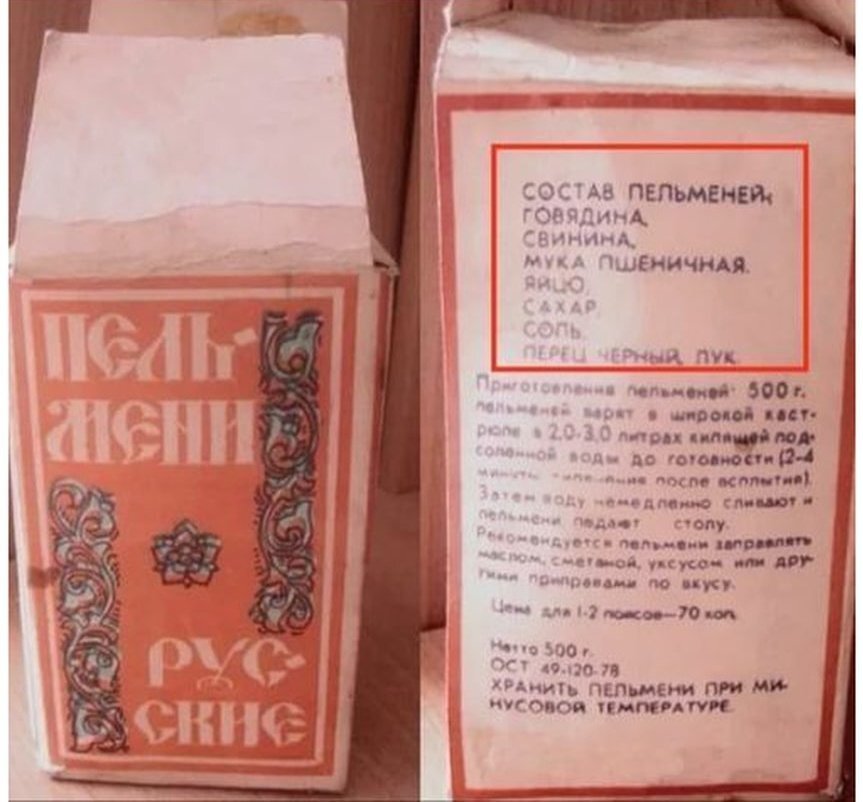 ПЕЛЬ-
МЕНИ
РУС-
СКИЕ
СОСТАВ ПЕЛЬМЕНЕЙ:
ГОВЯДИНА,
СВИНИНА,
МУКА ПШЕНИЧНАЯ.
ЯЙЦО,
САХАР,
СОЛЬ,
ПЕРЕЦ ЧЕРНЫЙ, ЛУК.
Приготовление пельменей: 500 г.
пельменей варят в широкой каст-
рюле в 2,0-3,0 литрах кипящей под-
соленной воды до готовности (2-4
минуты после всплытия).
Затем воду немедленно сливают и
пельмени подают столу.
Рекомендуется пельмени заправлять
маслом, сметаной, уксусом или дру-
гими приправами по вкусу.
Цена для 1-2 поясов—70 коп.
Нетто 500 г.
ОСТ 49-120-78
ХРАНИТЬ ПЕЛЬМЕНИ ПРИ МИ-
НУСОВОЙ ТЕМПЕРАТУРЕ.